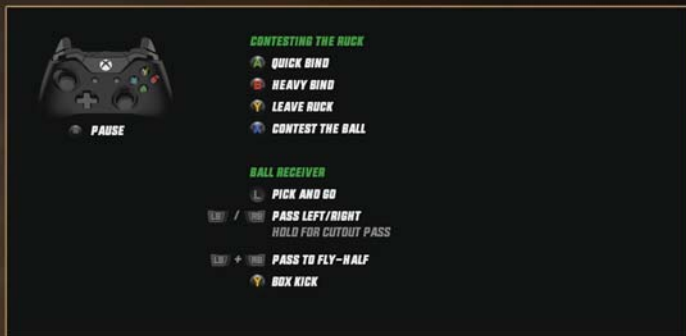 CONTESTING THE RUCK
A QUICK BIND
B HEAVY BIND
Y LEAVE RUCK
X CONTEST THE BALL
PAUSE
BALL RECEIVER
L PICK AND GO
LB / RB PASS LEFT/RIGHT
HOLD FOR CUTOUT PASS
LB + RB PASS TO FLY-HALF
Y BOX KICK